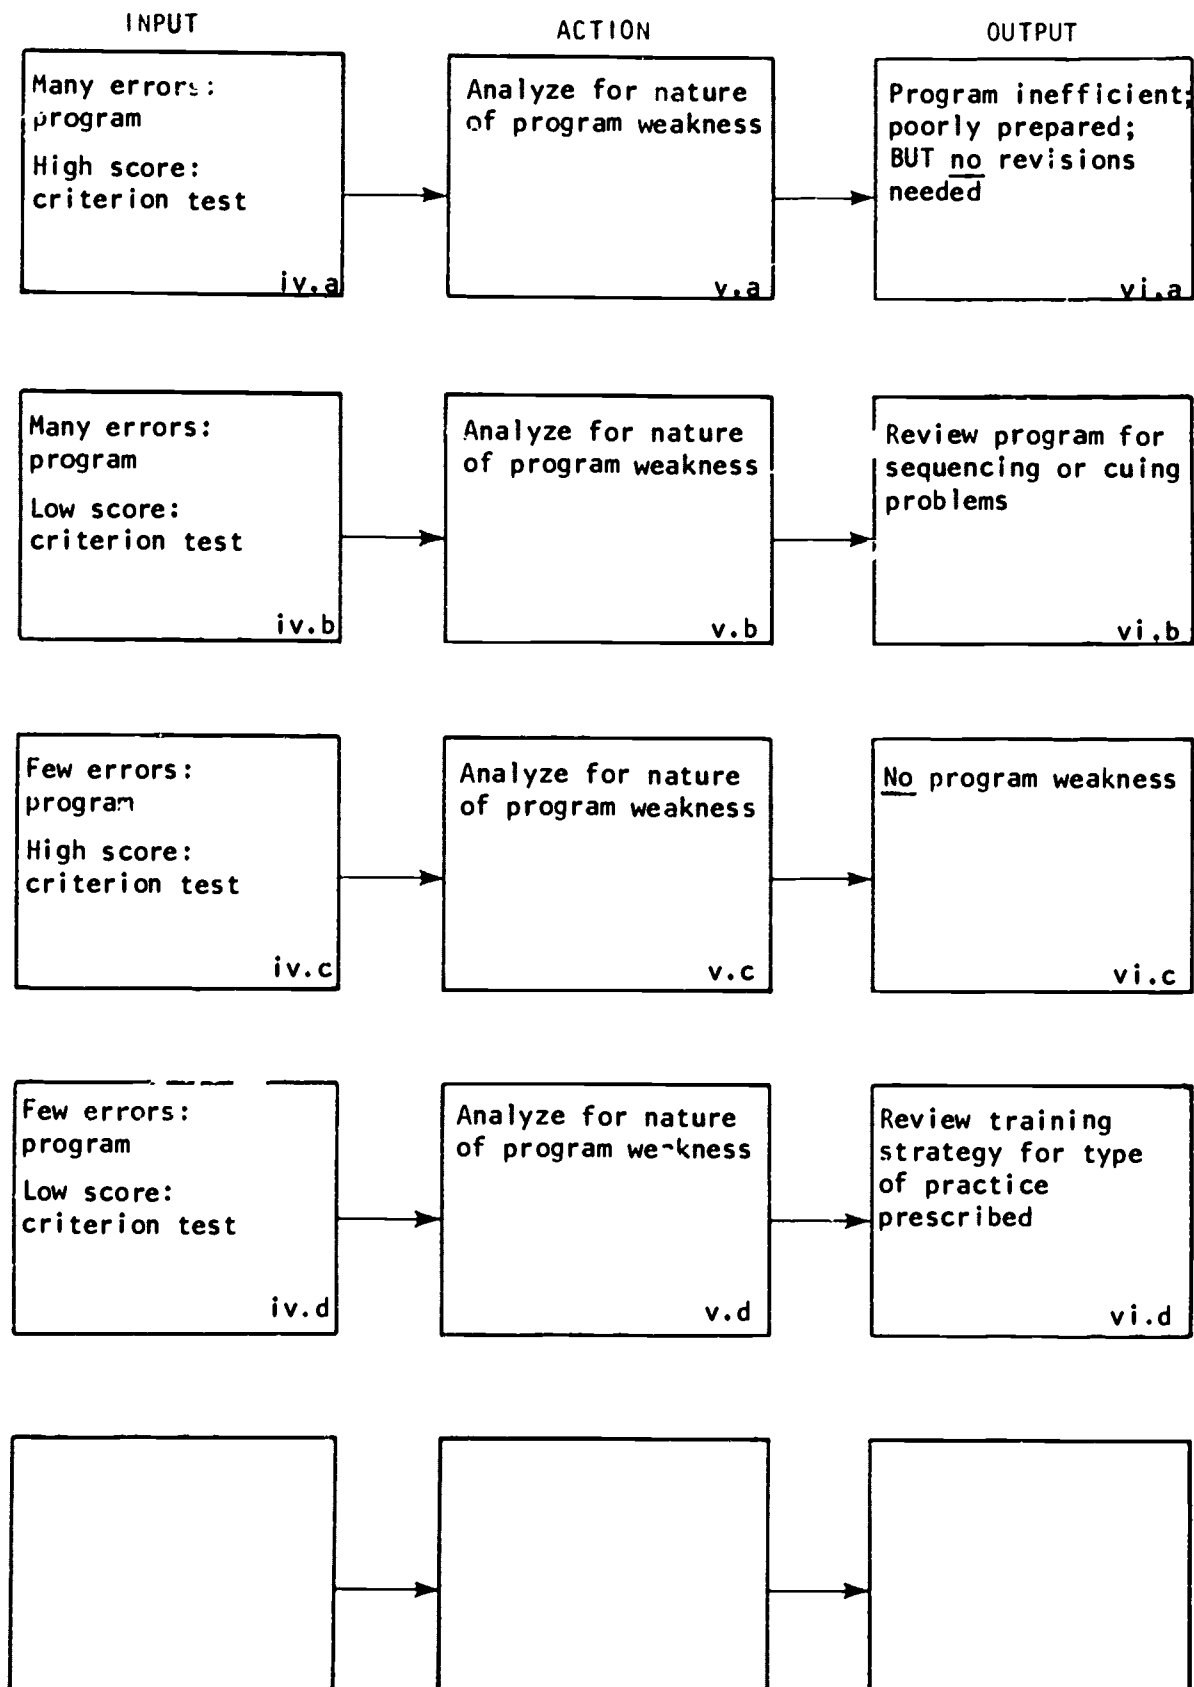 INPUT
ACTION
OUTPUT
Many errors:
program
High score:
criterion test
iv.a
Analyze for nature
of program weakness
v.a
Program inefficient;
poorly prepared;
BUT no revisions
needed
vi.a
Many errors:
program
Low score:
criterion test
iv.b
Analyze for nature
of program weakness
v.b
Review program for
sequencing or cuing
problems
vi.b
Few errors:
program
High score:
criterion test
iv.c
Analyze for nature
of program weakness
v.c
No program weakness
vi.c
Few errors:
program
Low score:
criterion test
iv.d
Analyze for nature
of program weakness
v.d
Review training
strategy for type
of practice
prescribed
vi.d